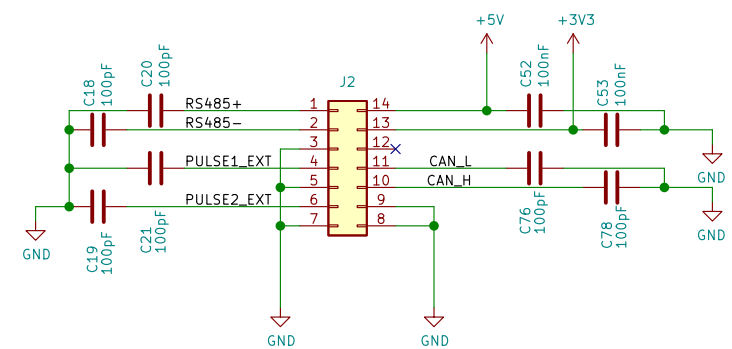 +5V
+3V3
C18
100pF
C20
100pF
J2
C52
100nF
C53
100nF
RS485+
1
14
RS485-
2
13
3
12
PULSE1_EXT
4
11
CAN_L
5
10
CAN_H
PULSE2_EXT
6
9
7
8
GND
C19
100pF
C21
100pF
C76
100pF
C78
100pF
GND
GND
GND
GND